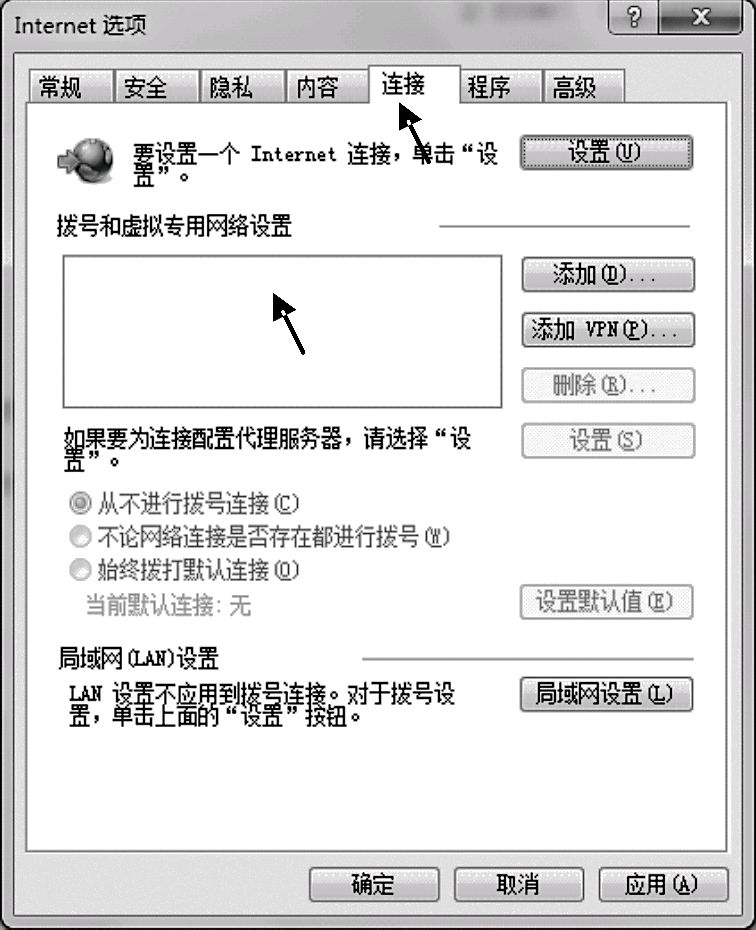 Internet 选项
?
X
常规 安全 隐私 内容 连接 程序 高级
要设置一个 Internet 连接，单击“设
置”。
设置(U)
拨号和虚拟专用网络设置
添加(D)...
添加 VPN(P)...
删除(R)...
如果要为连接配置代理服务器，请选择“设
置”。
设置(S)
从不进行拨号连接(C)
不论网络连接是否存在都进行拨号(W)
始终拨打默认连接(O)
当前默认连接: 无
设置默认值(E)
局域网(LAN)设置
LAN 设置不应用到拨号连接。对于拨号设
置，单击上面的“设置”按钮。
局域网设置(L)
确定 取消 应用(A)